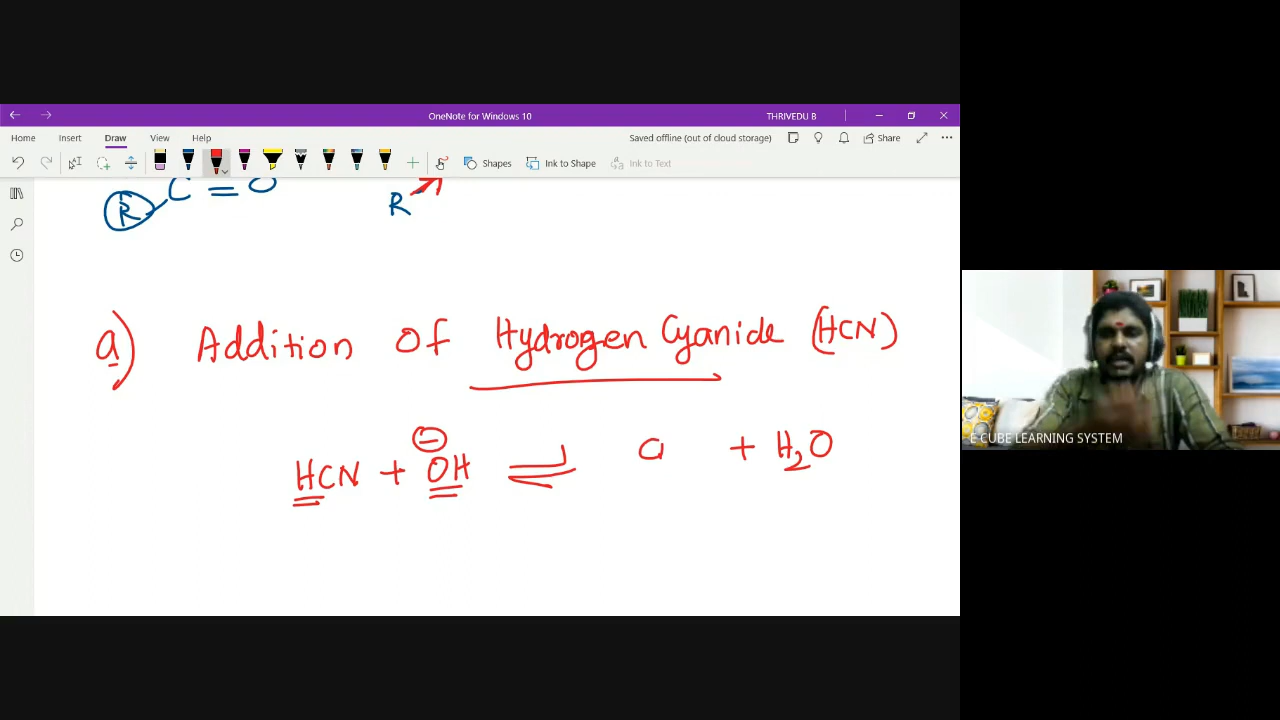 OneNote for Windows 10
THRIVEDU B
Home Insert Draw View Help
Saved offline (out of cloud storage)
Share
Shapes Ink to Shape Ink to Text
R C = O
R
a) Addition Of Hydrogen Cyanide (HCN)
HCN + ⊖OH ⇌ + H₂O
E CUBE LEARNING SYSTEM